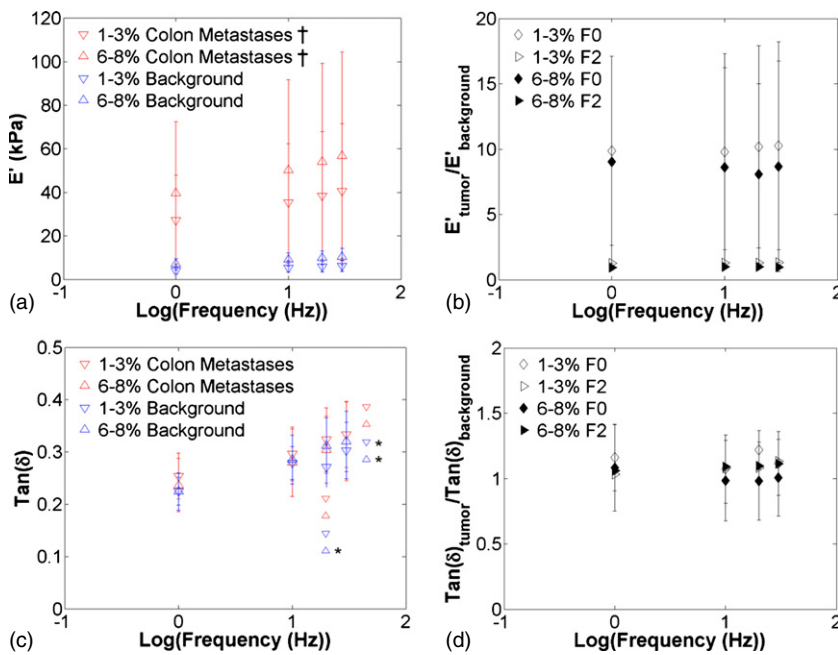 1-3% Colon Metastases †
6-8% Colon Metastases †
1-3% Background
6-8% Background
120
100
80
60
40
20
0
E' (kPa)
-1
0
1
2
Log(Frequency (Hz))
(a)
1-3% F0
1-3% F2
6-8% F0
6-8% F2
20
15
10
5
0
E'tumor/E'background
-1
0
1
2
Log(Frequency (Hz))
(b)
1-3% Colon Metastases
6-8% Colon Metastases
1-3% Background
6-8% Background
0.5
0.4
0.3
0.2
0.1
0
Tan(δ)
*
*
*
-1
0
1
2
Log(Frequency (Hz))
(c)
1-3% F0
1-3% F2
6-8% F0
6-8% F2
2
1.5
1
0.5
0
Tan(δ)tumor/Tan(δ)background
-1
0
1
2
Log(Frequency (Hz))
(d)